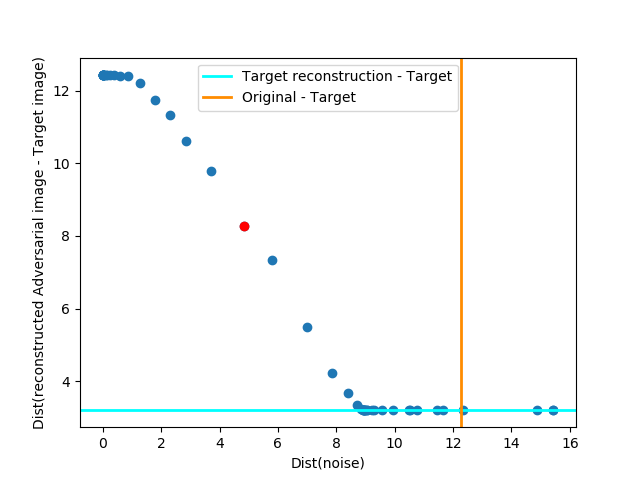 Target reconstruction - Target
Original - Target
Dist(reconstructed Adversarial image - Target image)
12
10
8
6
4
0 2 4 6 8 10 12 14 16
Dist(noise)